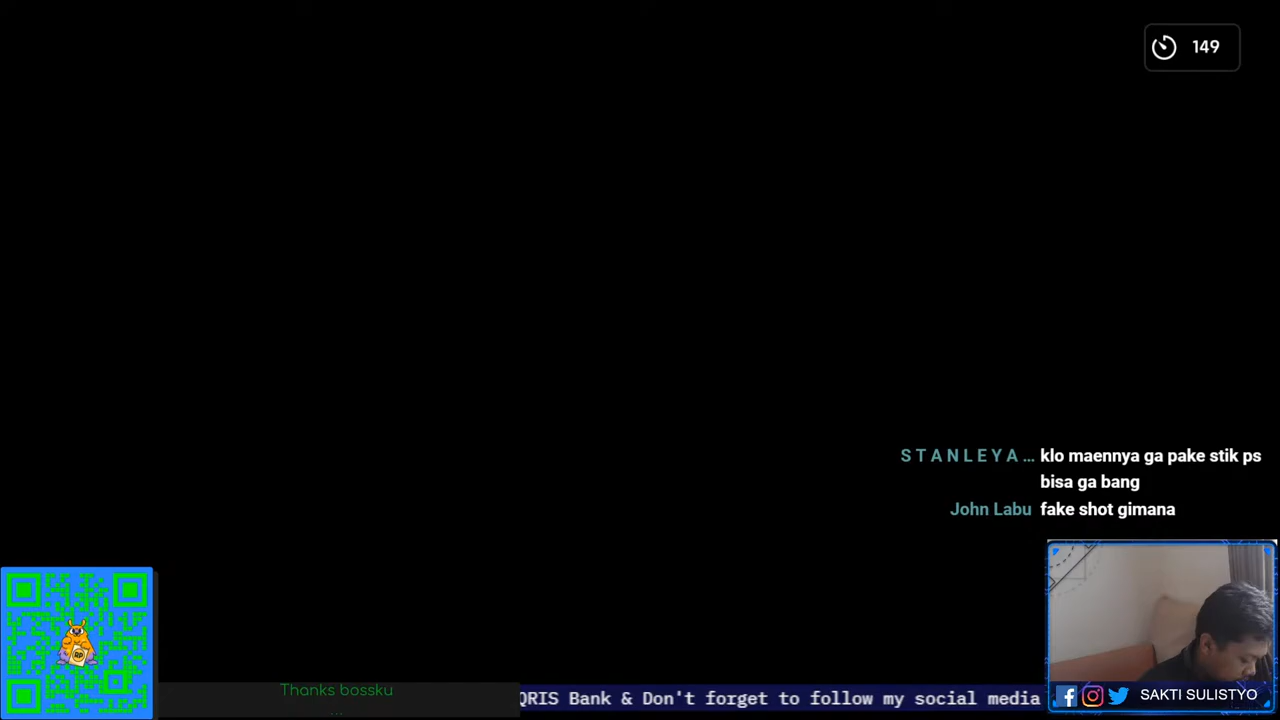 149
S T A N L E Y A … klo maennya ga pake stik ps
bisa ga bang
John Labu fake shot gimana
RP
Thanks bossku
...
QRIS Bank & Don't forget to follow my social media
SAKTI SULISTYO